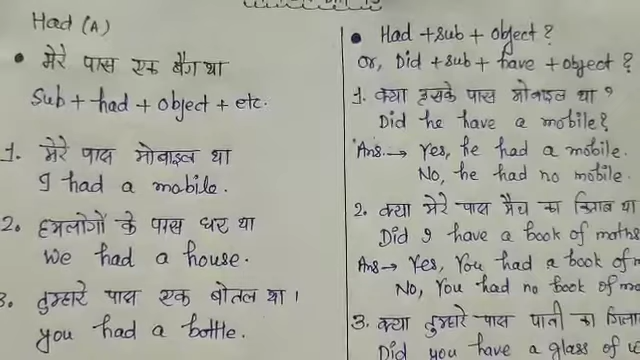 Had (A)
• मेरे पास एक बैग था
Sub + had + object + etc.
1. मेरे पास मोबाइल था
I had a mobile.
2. हमलोगों के पास घर था
We had a house.
3. तुम्हारे पास एक बोतल था।
you had a bottle.
• Had + sub + object?
or, Did + sub + have + object?
1. क्या उसके पास मोबाइल था?
Did he have a mobile?
Ans. → Yes, he had a mobile.
No, he had no mobile.
2. क्या मेरे पास मैथ का किताब था
Did I have a book of maths
Ans → Yes, You had a book of m
No, You had no book of ma
3. क्या तुम्हारे पास पानी का गिला
Did you have a glass of